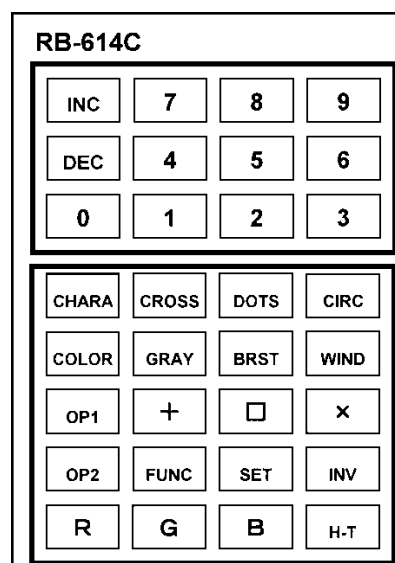 RB-614C
INC 7 8 9
DEC 4 5 6
0 1 2 3
CHARA CROSS DOTS CIRC
COLOR GRAY BRST WIND
OP1 + □ ×
OP2 FUNC SET INV
R G B H-T